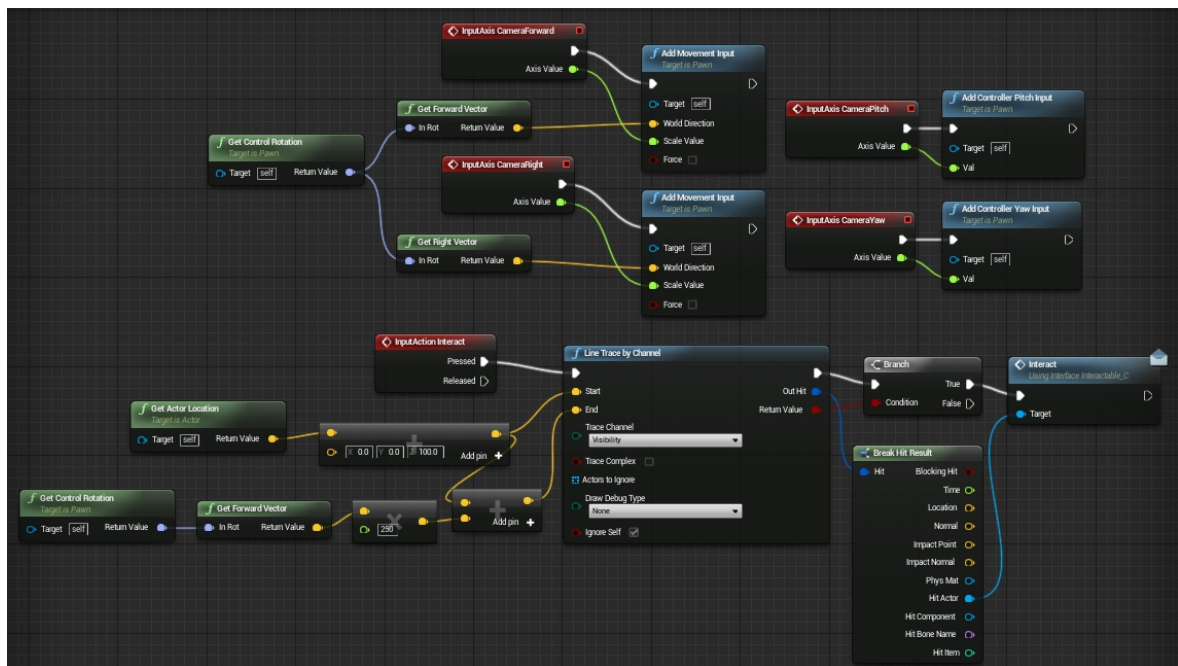 InputAxis CameraForward
Axis Value
Add Movement Input
Target is Pawn
Target self
World Direction
Scale Value
Force
Get Forward Vector
In Rot Return Value
Get Control Rotation
Target is Pawn
Target self Return Value
InputAxis CameraRight
Axis Value
Add Movement Input
Target is Pawn
Target self
World Direction
Scale Value
Force
Get Right Vector
In Rot Return Value
InputAxis CameraPitch
Axis Value
Add Controller Pitch Input
Target is Pawn
Target self
Val
InputAxis CameraYaw
Axis Value
Add Controller Yaw Input
Target is Pawn
Target self
Val
InputAction Interact
Pressed
Released
Line Trace by Channel
Start Out Hit
End Return Value
Trace Channel
Visibility
Trace Complex
Actors to Ignore
Draw Debug Type
None
Ignore Self
Branch
True
Condition False
Interact
Using Interface Interactable_C
Target
Get Actor Location
Target is Actor
Target self Return Value
X 0.0 Y 0.0 Z 100.0 Add pin +
Get Control Rotation
Target is Pawn
Target self Return Value
Get Forward Vector
In Rot Return Value
250
Add pin +
Break Hit Result
Hit Blocking Hit
Time
Location
Normal
Impact Point
Impact Normal
Phys Mat
Hit Actor
Hit Component
Hit Bone Name
Hit Item